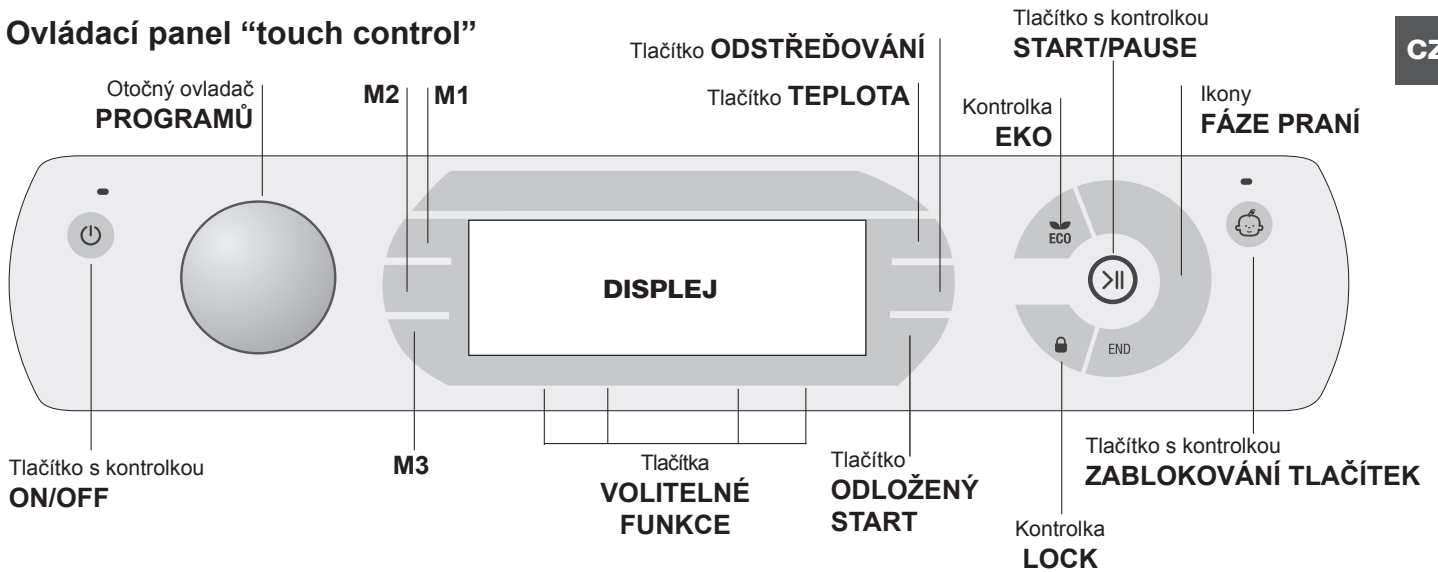 Ovládací panel “touch control”
CZ
Otočný ovladač
PROGRAMŮ
M2
M1
Tlačítko ODSTŘEĎOVÁNÍ
Tlačítko TEPLOTA
Tlačítko s kontrolkou
START/PAUSE
Kontrolka
EKO
Ikony
FÁZE PRANÍ
ECO
DISPLEJ
END
Tlačítko s kontrolkou
ON/OFF
M3
Tlačítka
VOLITELNÉ
FUNKCE
Tlačítko
ODLOŽENÝ
START
Kontrolka
LOCK
Tlačítko s kontrolkou
ZABLOKOVÁNÍ TLAČÍTEK